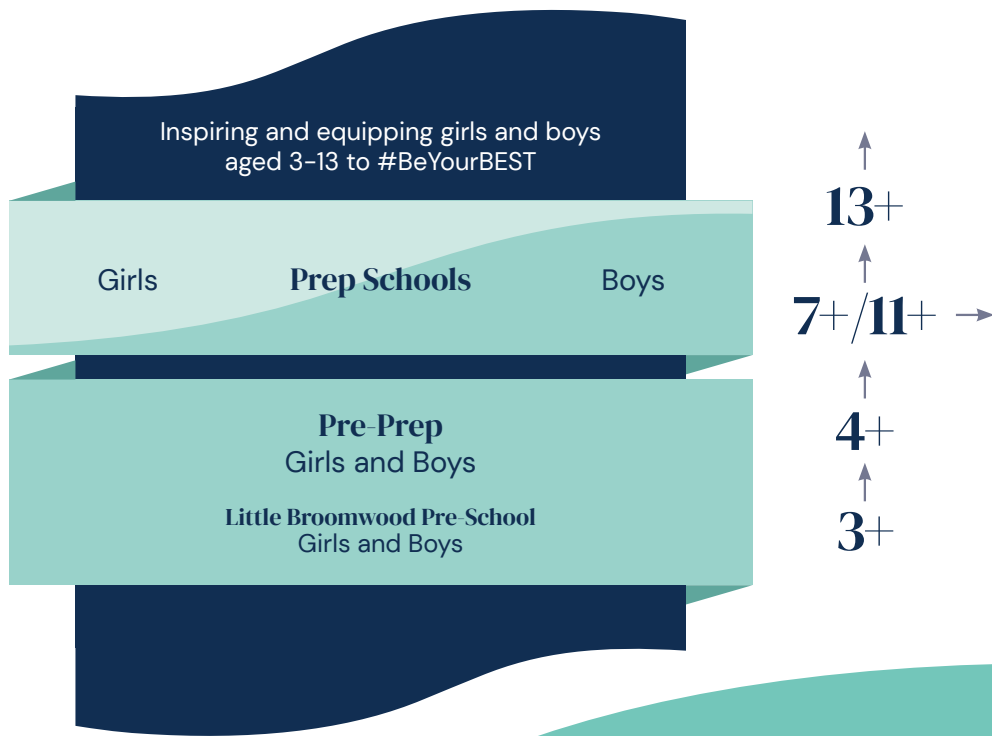 Inspiring and equipping girls and boys
aged 3-13 to #BeYourBEST
Girls Prep Schools Boys
Pre-Prep
Girls and Boys
Little Broomwood Pre-School
Girls and Boys
13+
7+/11+
4+
3+